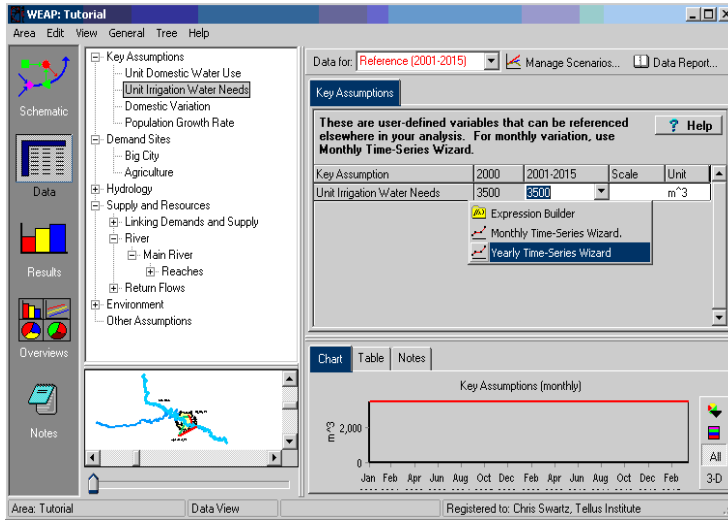 WEAP: Tutorial
Area Edit View General Tree Help
Schematic
Data
Results
Overviews
Notes
Key Assumptions
Unit Domestic Water Use
Unit Irrigation Water Needs
Domestic Variation
Population Growth Rate
Demand Sites
Big City
Agriculture
Hydrology
Supply and Resources
Linking Demands and Supply
River
Main River
Reaches
Return Flows
Environment
Other Assumptions
Data for: Reference (2001-2015) Manage Scenarios... Data Report...
Key Assumptions
These are user-defined variables that can be referenced
elsewhere in your analysis. For monthly variation, use
Monthly Time-Series Wizard.
? Help
Key Assumption 2000 2001-2015 Scale Unit
Unit Irrigation Water Needs 3500 3500 m^3
Expression Builder
Monthly Time-Series Wizard.
Yearly Time-Series Wizard
Chart Table Notes
Key Assumptions (monthly)
m^3
2,000
0
Jan Feb Apr Jun Aug Oct Dec Feb Apr Jun Aug Oct Dec Feb
All
3-D
Area: Tutorial Data View Registered to: Chris Swartz, Tellus Institute